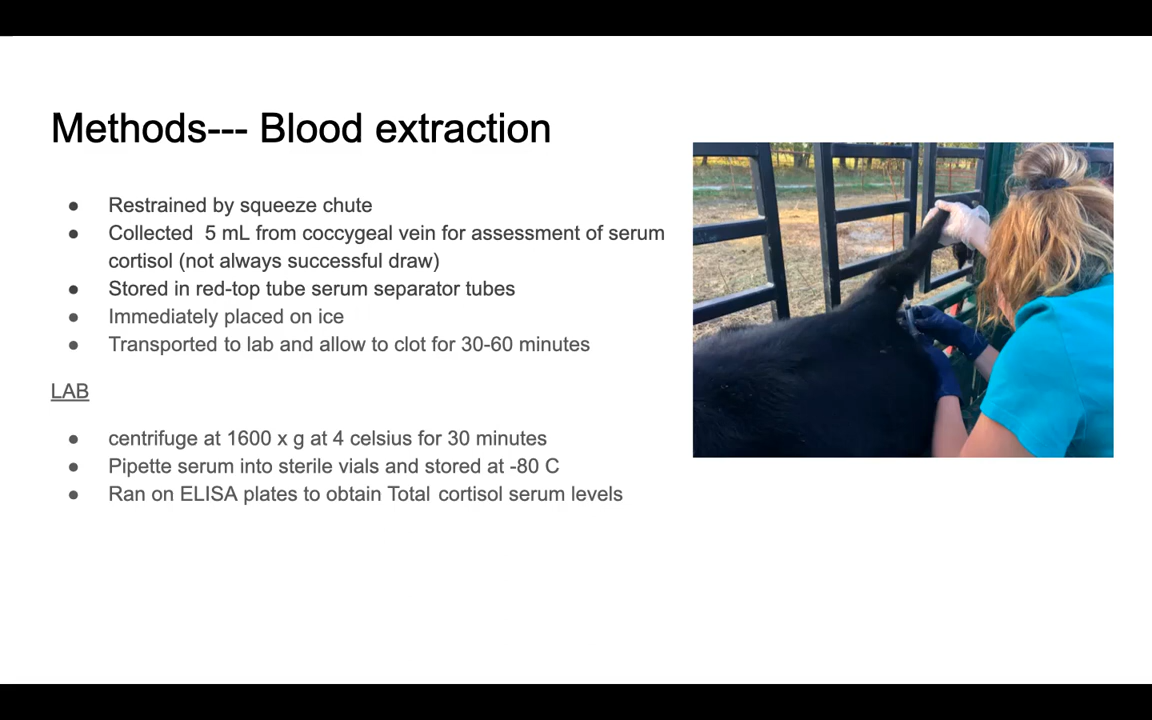 Methods--- Blood extraction
● Restrained by squeeze chute
● Collected  5 mL from coccygeal vein for assessment of serum
cortisol (not always successful draw)
● Stored in red-top tube serum separator tubes
● Immediately placed on ice
● Transported to lab and allow to clot for 30-60 minutes
LAB
● centrifuge at 1600 x g at 4 celsius for 30 minutes
● Pipette serum into sterile vials and stored at -80 C
● Ran on ELISA plates to obtain Total cortisol serum levels